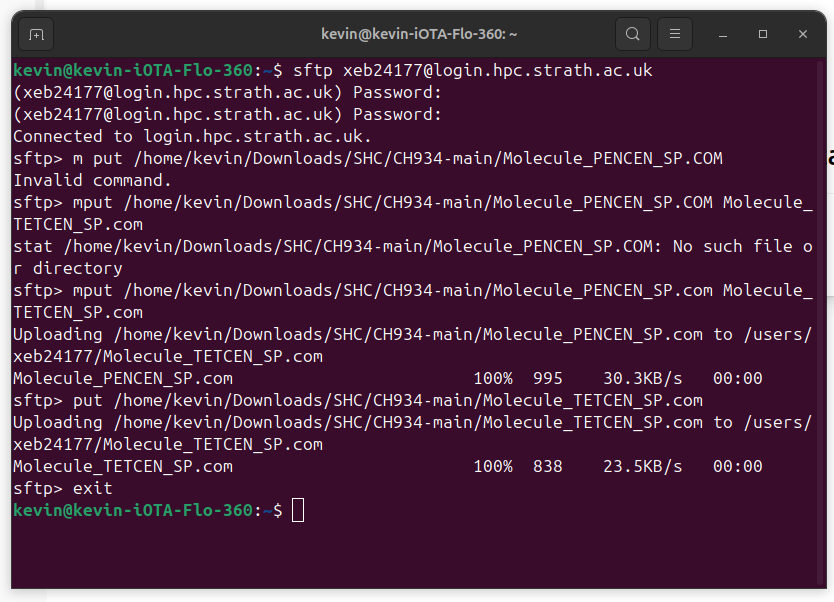 kevin@kevin-iOTA-Flo-360: ~
kevin@kevin-iOTA-Flo-360:~$ sftp xeb24177@login.hpc.strath.ac.uk
(xeb24177@login.hpc.strath.ac.uk) Password:
(xeb24177@login.hpc.strath.ac.uk) Password:
Connected to login.hpc.strath.ac.uk.
sftp> m put /home/kevin/Downloads/SHC/CH934-main/Molecule_PENCEN_SP.COM
Invalid command.
sftp> mput /home/kevin/Downloads/SHC/CH934-main/Molecule_PENCEN_SP.COM Molecule_
TETCEN_SP.com
stat /home/kevin/Downloads/SHC/CH934-main/Molecule_PENCEN_SP.COM: No such file o
r directory
sftp> mput /home/kevin/Downloads/SHC/CH934-main/Molecule_PENCEN_SP.com Molecule_
TETCEN_SP.com
Uploading /home/kevin/Downloads/SHC/CH934-main/Molecule_PENCEN_SP.com to /users/
xeb24177/Molecule_TETCEN_SP.com
Molecule_PENCEN_SP.com 100% 995 30.3KB/s 00:00
sftp> put /home/kevin/Downloads/SHC/CH934-main/Molecule_TETCEN_SP.com
Uploading /home/kevin/Downloads/SHC/CH934-main/Molecule_TETCEN_SP.com to /users/
xeb24177/Molecule_TETCEN_SP.com
Molecule_TETCEN_SP.com 100% 838 23.5KB/s 00:00
sftp> exit
kevin@kevin-iOTA-Flo-360:~$